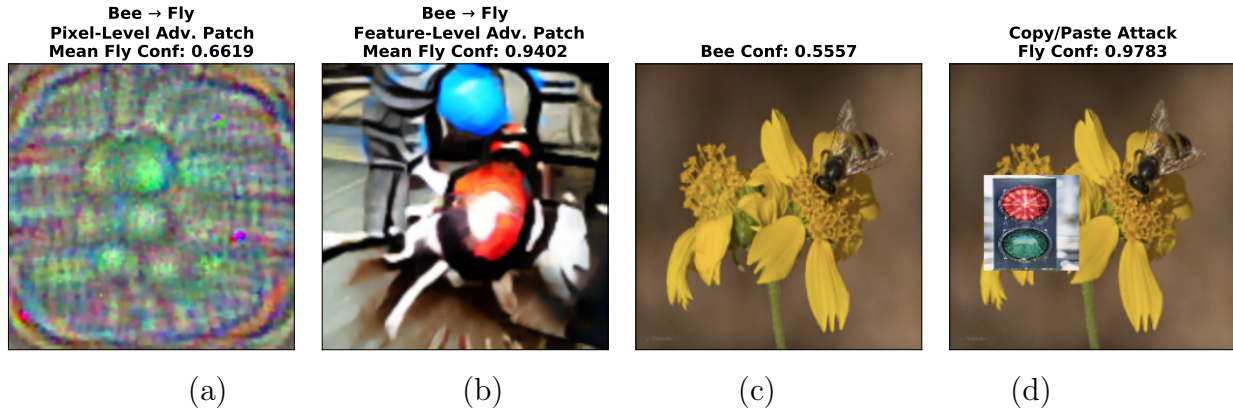 Bee → Fly
Pixel-Level Adv. Patch
Mean Fly Conf: 0.6619
Bee → Fly
Feature-Level Adv. Patch
Mean Fly Conf: 0.9402
Bee Conf: 0.5557
Copy/Paste Attack
Fly Conf: 0.9783
(a)
(b)
(c)
(d)